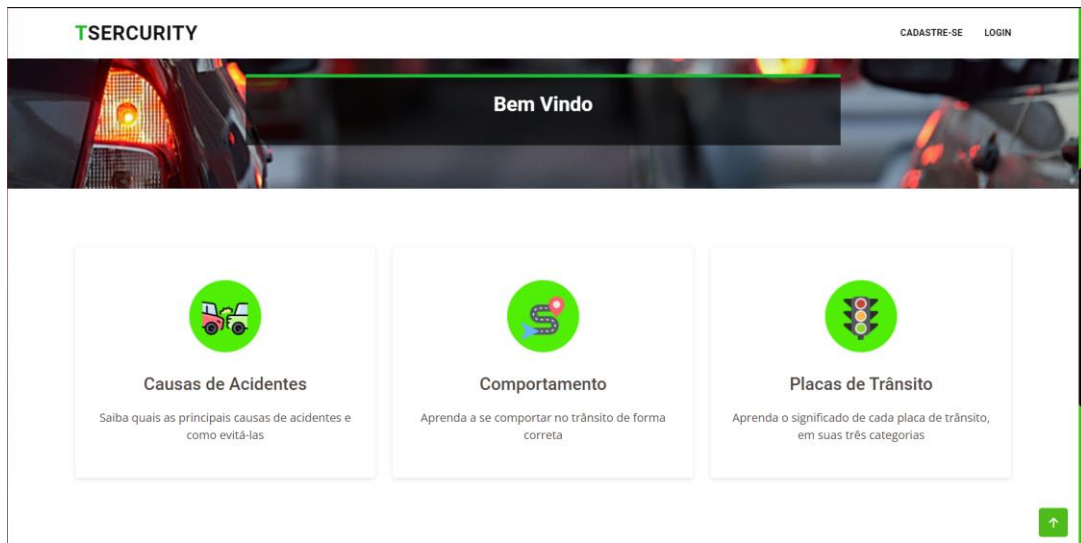 TSERCURITY
CADASTRE-SE LOGIN
Bem Vindo
Causas de Acidentes
Saiba quais as principais causas de acidentes e
como evitá-las
Comportamento
Aprenda a se comportar no trânsito de forma
correta
Placas de Trânsito
Aprenda o significado de cada placa de trânsito,
em suas três categorias